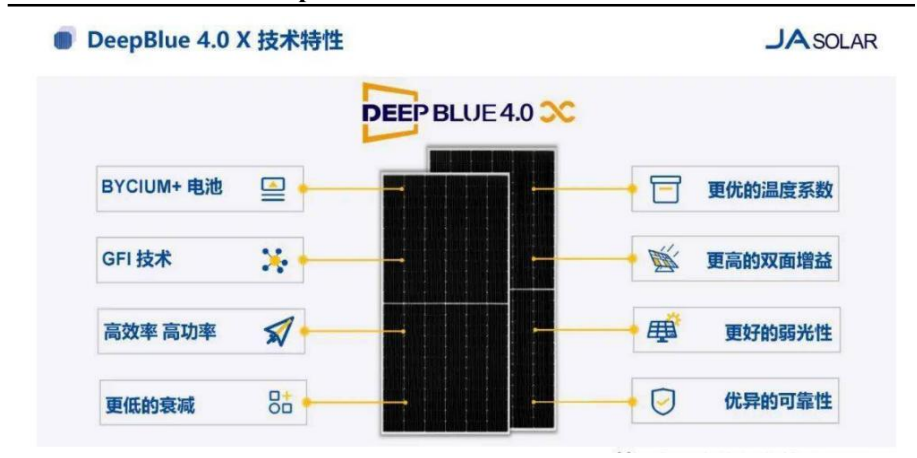 DeepBlue 4.0 X 技术特性
JA SOLAR
DEEP BLUE 4.0 X
BYCIUM+ 电池
GFI 技术
高效率 高功率
更低的衰减
更优的温度系数
更高的双面增益
更好的弱光性
优异的可靠性